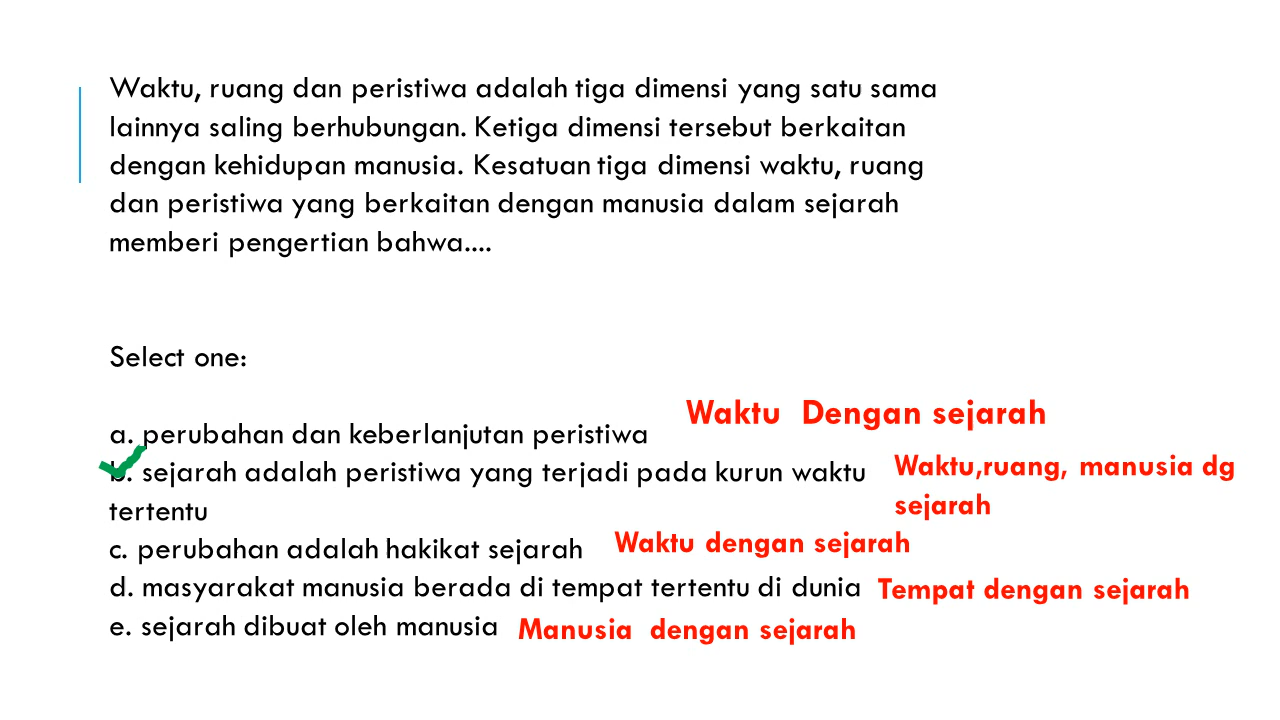 Waktu, ruang dan peristiwa adalah tiga dimensi yang satu sama
lainnya saling berhubungan. Ketiga dimensi tersebut berkaitan
dengan kehidupan manusia. Kesatuan tiga dimensi waktu, ruang
dan peristiwa yang berkaitan dengan manusia dalam sejarah
memberi pengertian bahwa....
Select one:
Waktu Dengan sejarah
a. perubahan dan keberlanjutan peristiwa
b. sejarah adalah peristiwa yang terjadi pada kurun waktu
tertentu
Waktu,ruang, manusia dg
sejarah
c. perubahan adalah hakikat sejarah
Waktu dengan sejarah
d. masyarakat manusia berada di tempat tertentu di dunia
Tempat dengan sejarah
e. sejarah dibuat oleh manusia
Manusia dengan sejarah